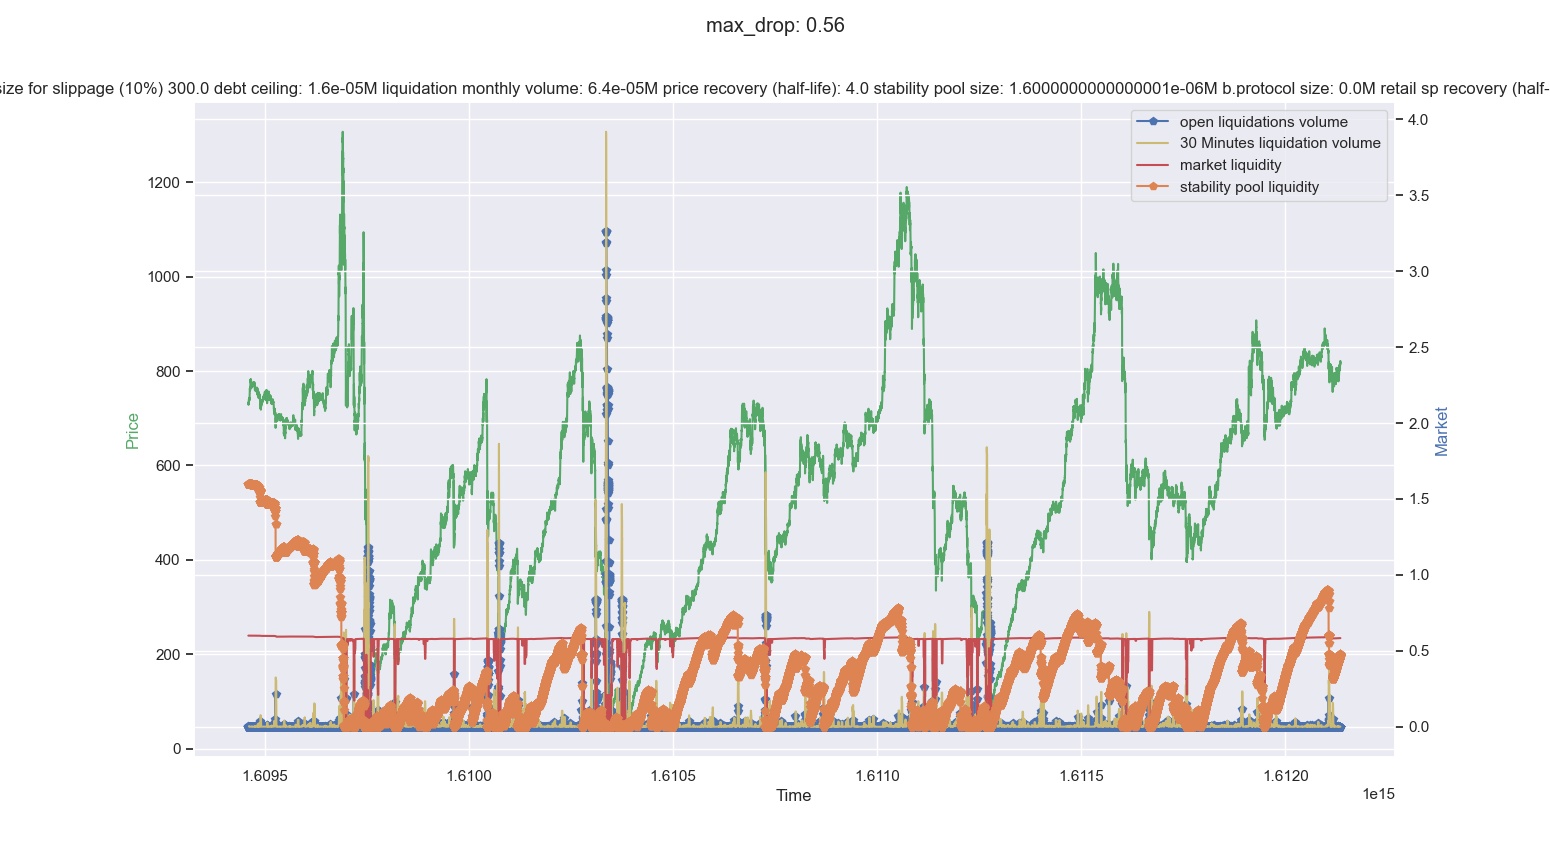 max_drop: 0.56
size for slippage (10%) 300.0 debt ceiling: 1.6e-05M liquidation monthly volume: 6.4e-05M price recovery (half-life): 4.0 stability pool size: 1.6000000000000001e-06M b.protocol size: 0.0M retail sp recovery (half-
open liquidations volume
30 Minutes liquidation volume
market liquidity
stability pool liquidity
1200
1000
800
600
400
200
0
Price
4.0
3.5
3.0
2.5
2.0
1.5
1.0
0.5
0.0
Market
1.6095 1.6100 1.6105 1.6110 1.6115 1.6120
Time
1e15